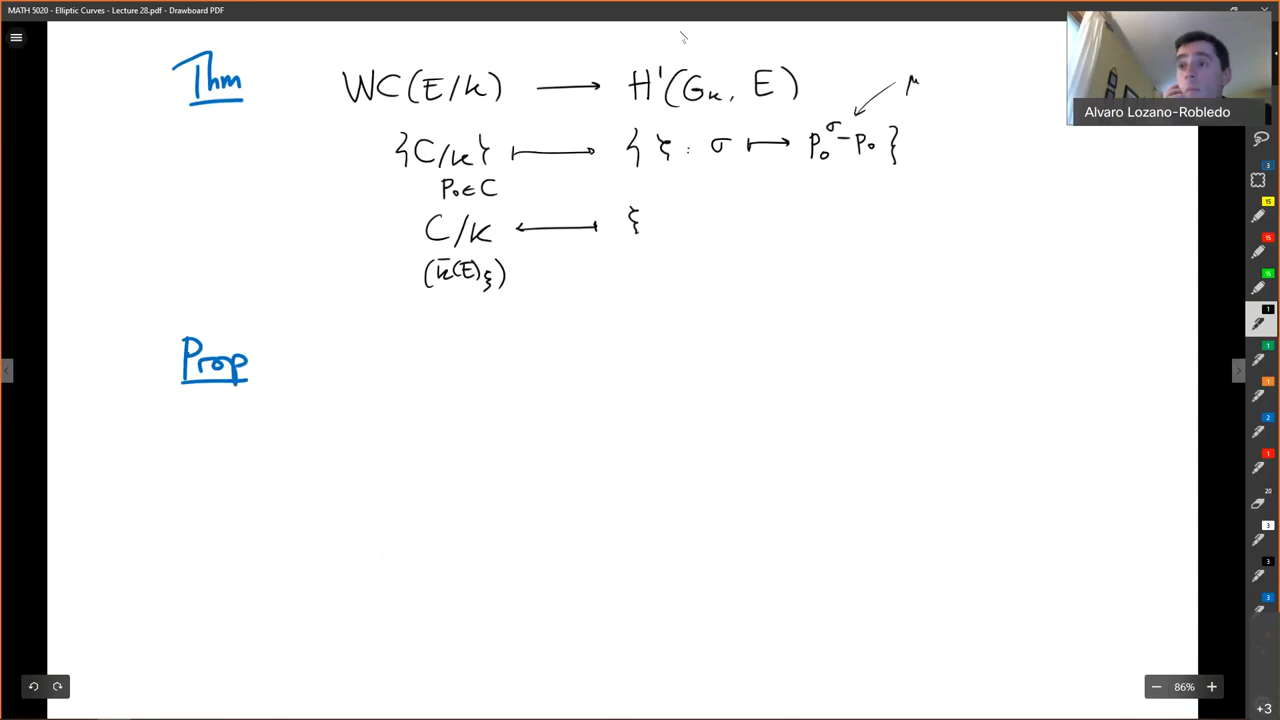 MATH 5020 - Elliptic Curves - Lecture 28.pdf - Drawboard PDF
Alvaro Lozano-Robledo
Thm WC(E/k) ⟶ H'(G_k, E) μ
{C/k} ⟼ { ξ : σ ⟼ p₀^σ - p₀ }
p₀ ∈ C
C/k ⟻ ξ
(k̄(E)_ξ)
Prop
86%
+3